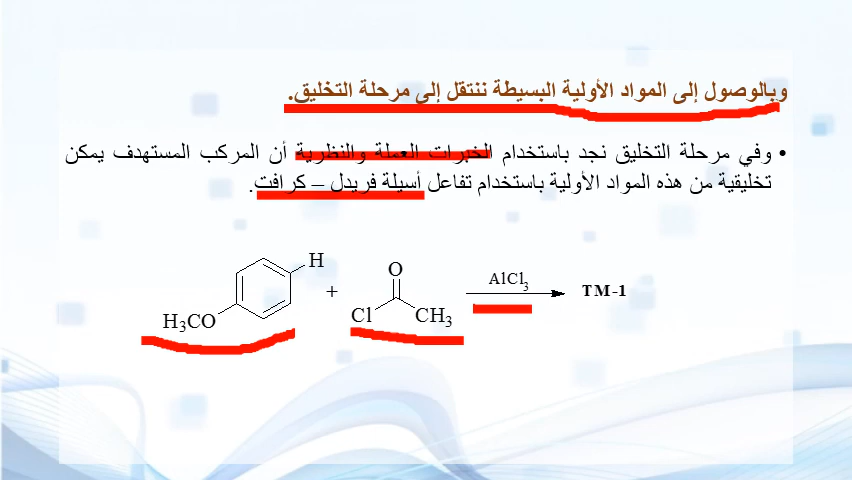 وبالوصول إلى المواد الأولية البسيطة ننتقل إلى مرحلة التخليق.
• وفي مرحلة التخليق نجد باستخدام الخبرات العملة والنظرية أن المركب المستهدف يمكن
تخليقية من هذه المواد الأولية باستخدام تفاعل أسيلة فريدل – كرافت.
H
O
AlCl3
+
TM-1
H3CO
Cl
CH3